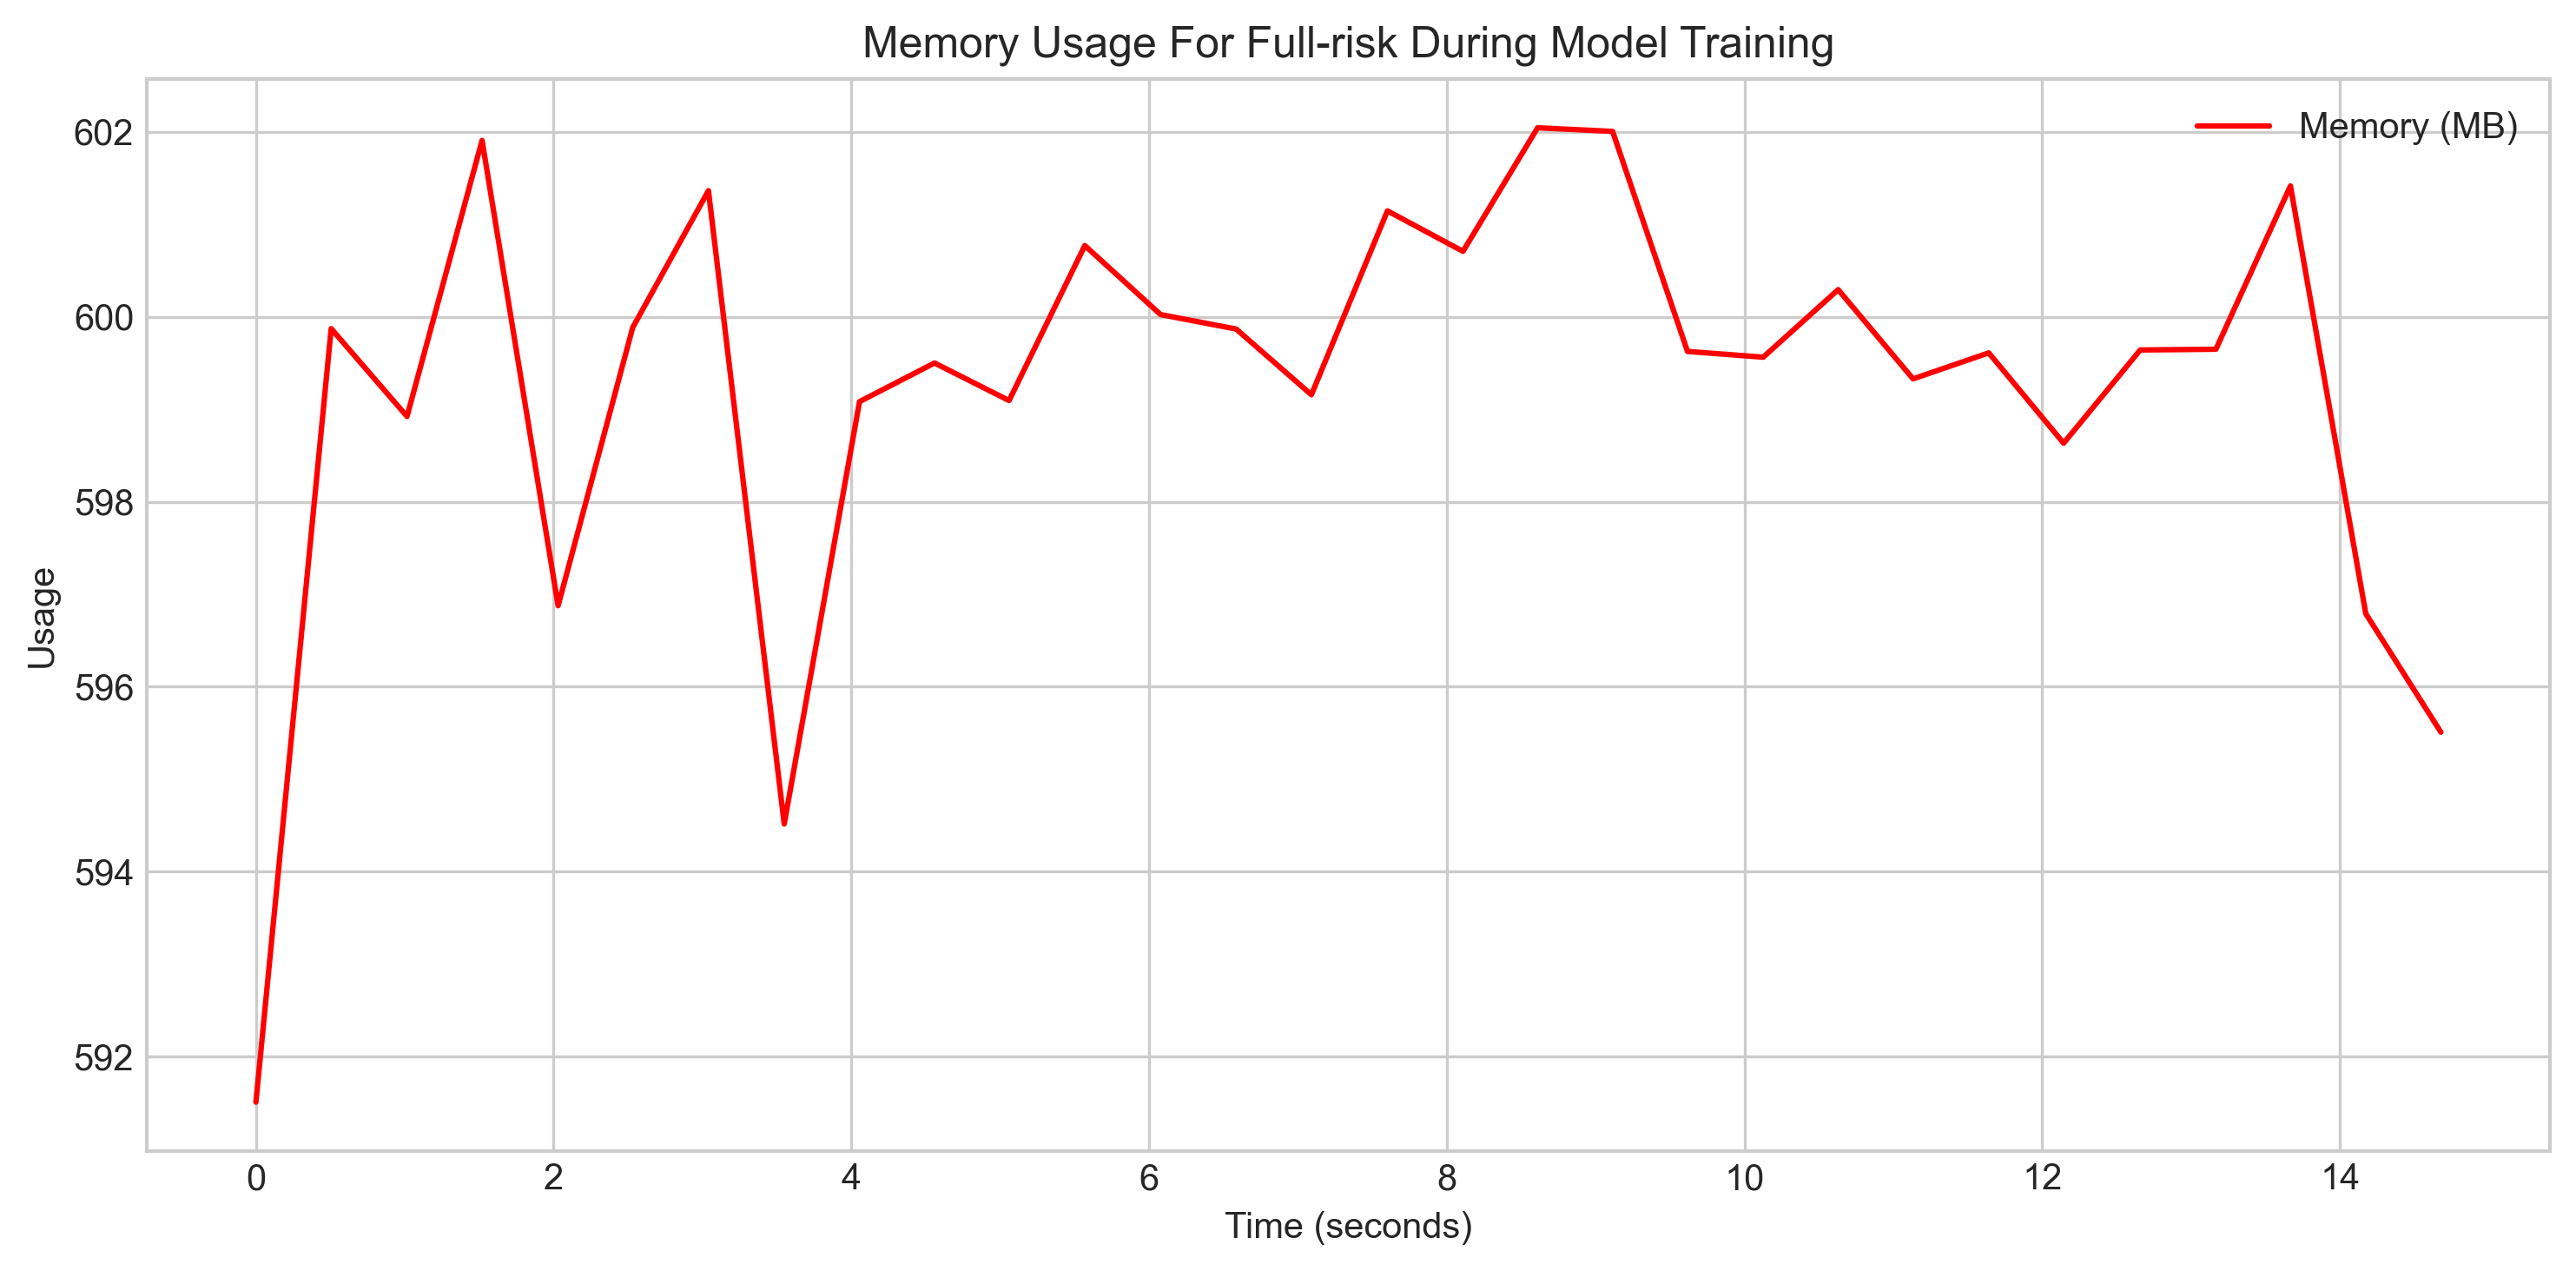 Memory Usage For Full-risk During Model Training
Memory (MB)
602
600
598
596
594
592
Usage
0 2 4 6 8 10 12 14
Time (seconds)